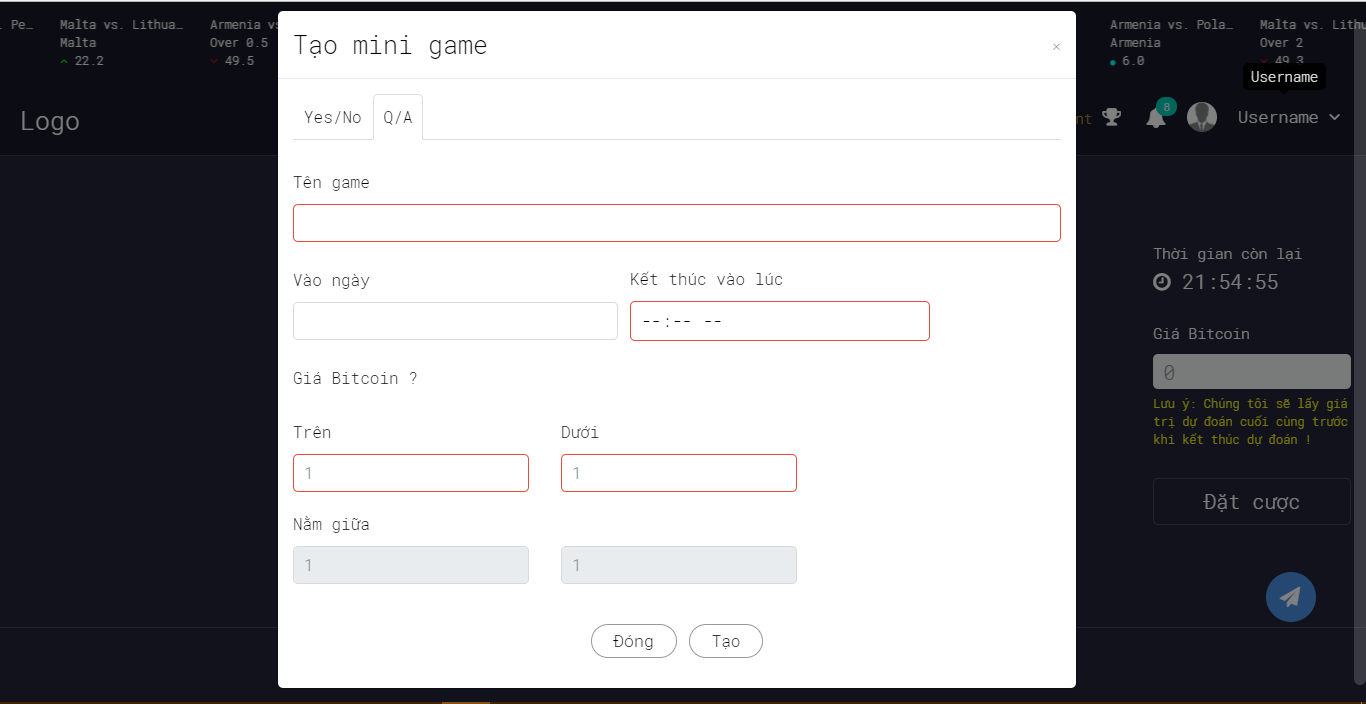 Pe…
Malta vs. Lithua…
Armenia vs
Armenia vs. Pola…
Malta vs. Lithu
Malta
Over 0.5
Armenia
Over 2
22.2
49.5
6.0
49.3
Tạo mini game
×
Username
Logo
Yes/No
Q/A
nt
8
Username
Tên game
Vào ngày
Kết thúc vào lúc
--:-- --
Thời gian còn lại
21:54:55
Giá Bitcoin ?
Giá Bitcoin
0
Lưu ý: Chúng tôi sẽ lấy giá
trị dự đoán cuối cùng trước
khi kết thúc dự đoán !
Trên
Dưới
1
1
Nằm giữa
1
1
Đặt cược
Đóng
Tạo